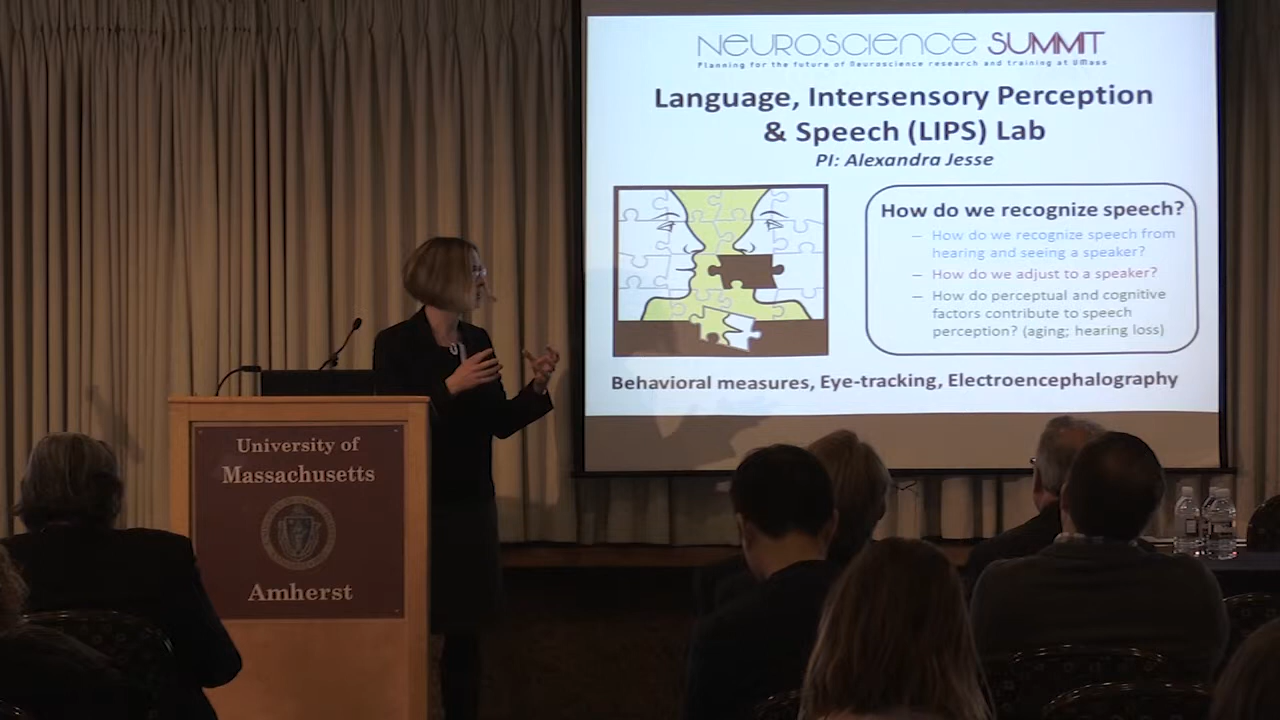 NEUROSCIENCE SUMMIT
Planning for the future of Neuroscience research and training at UMass
Language, Intersensory Perception
& Speech (LIPS) Lab
PI: Alexandra Jesse
How do we recognize speech?
– How do we recognize speech from
hearing and seeing a speaker?
– How do we adjust to a speaker?
– How do perceptual and cognitive
factors contribute to speech
perception? (aging; hearing loss)
Behavioral measures, Eye-tracking, Electroencephalography
University of
Massachusetts
Amherst